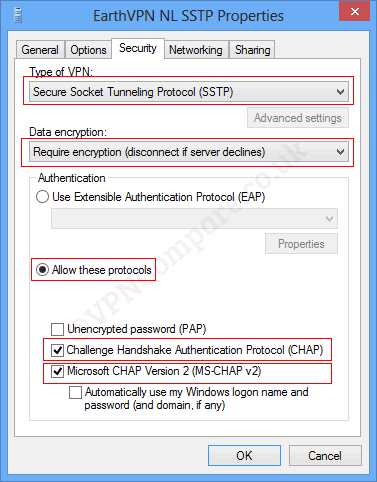 EarthVPN NL SSTP Properties
General Options Security Networking Sharing
Type of VPN:
Secure Socket Tunneling Protocol (SSTP)
Advanced settings
Data encryption:
Require encryption (disconnect if server declines)
Authentication
Use Extensible Authentication Protocol (EAP)
Properties
Allow these protocols
Unencrypted password (PAP)
Challenge Handshake Authentication Protocol (CHAP)
Microsoft CHAP Version 2 (MS-CHAP v2)
Automatically use my Windows logon name and
password (and domain, if any)
OK Cancel
VPNCompare.co.uk